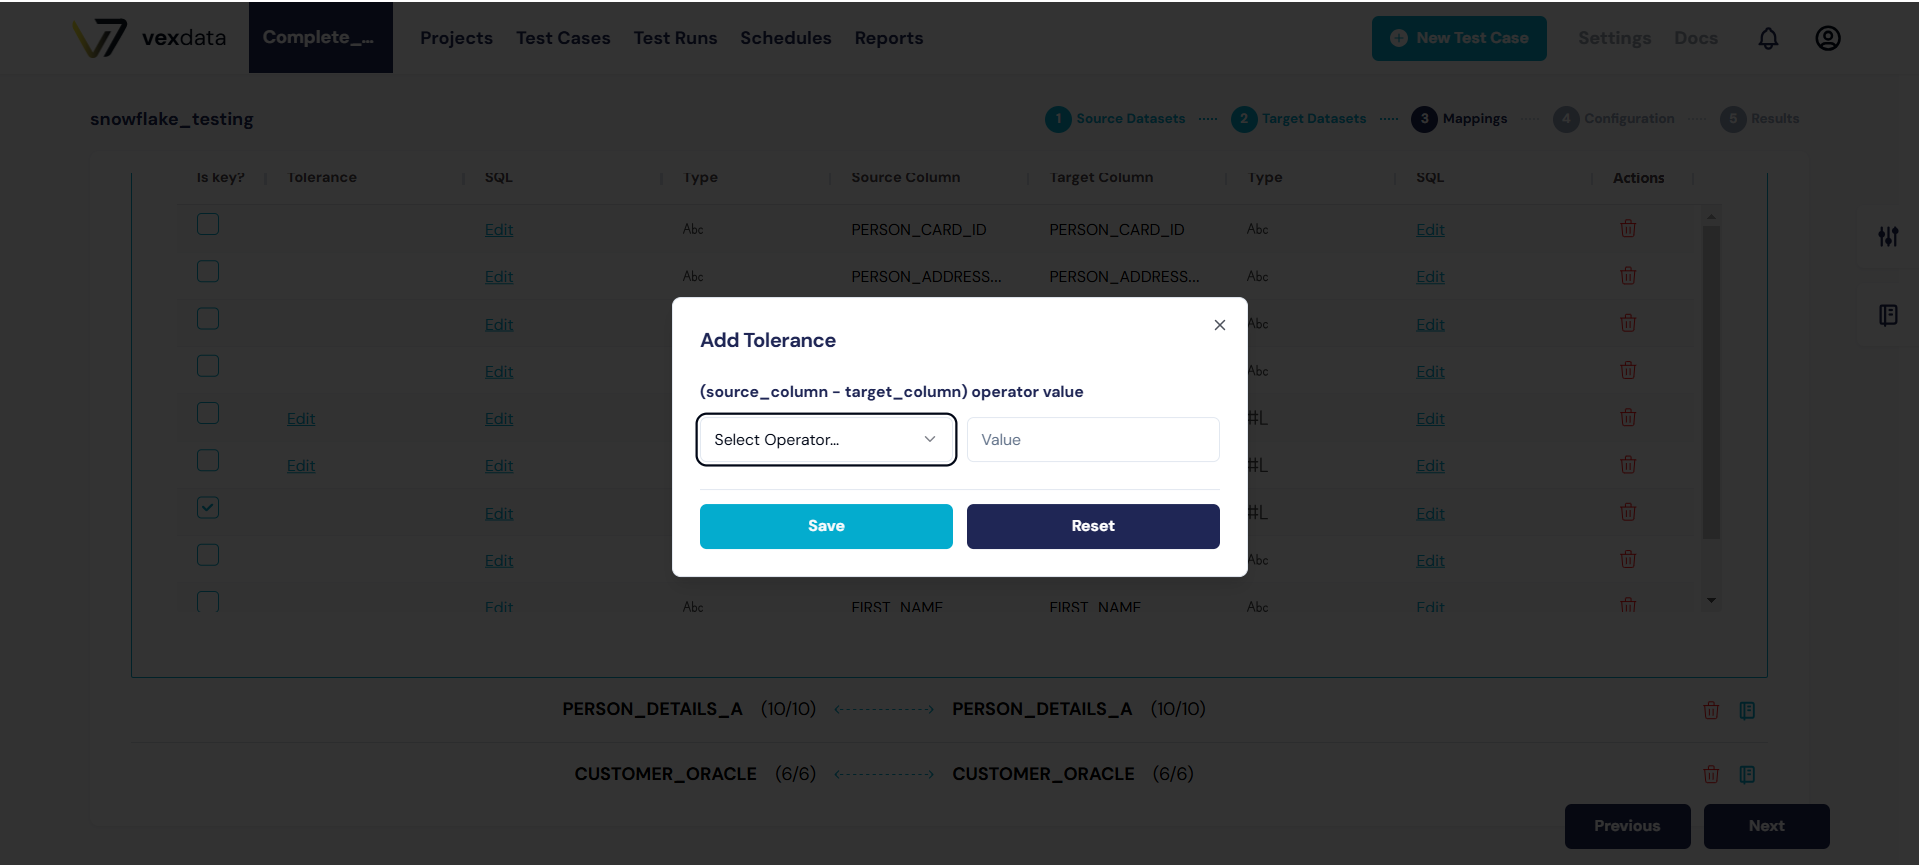 vexdata Complete_... Projects Test Cases Test Runs Schedules Reports New Test Case Settings Docs
snowflake_testing 1 Source Datasets 2 Target Datasets 3 Mappings 4 Configuration 5 Results
Is key? Tolerance SQL Type Source Column Target Column Type SQL Actions
Edit Abc PERSON_CARD_ID PERSON_CARD_ID Abc Edit
Edit Abc PERSON_ADDRESS... PERSON_ADDRESS... Abc Edit
Edit Abc Edit
Edit Abc Edit
Edit Edit #L Edit
Edit Edit #L Edit
Edit #L Edit
Edit Abc Edit
Edit Abc FIRST_NAME FIRST_NAME Abc Edit
Add Tolerance
(source_column - target_column) operator value
Select Operator... Value
Save Reset
PERSON_DETAILS_A (10/10) PERSON_DETAILS_A (10/10)
CUSTOMER_ORACLE (6/6) CUSTOMER_ORACLE (6/6)
Previous Next